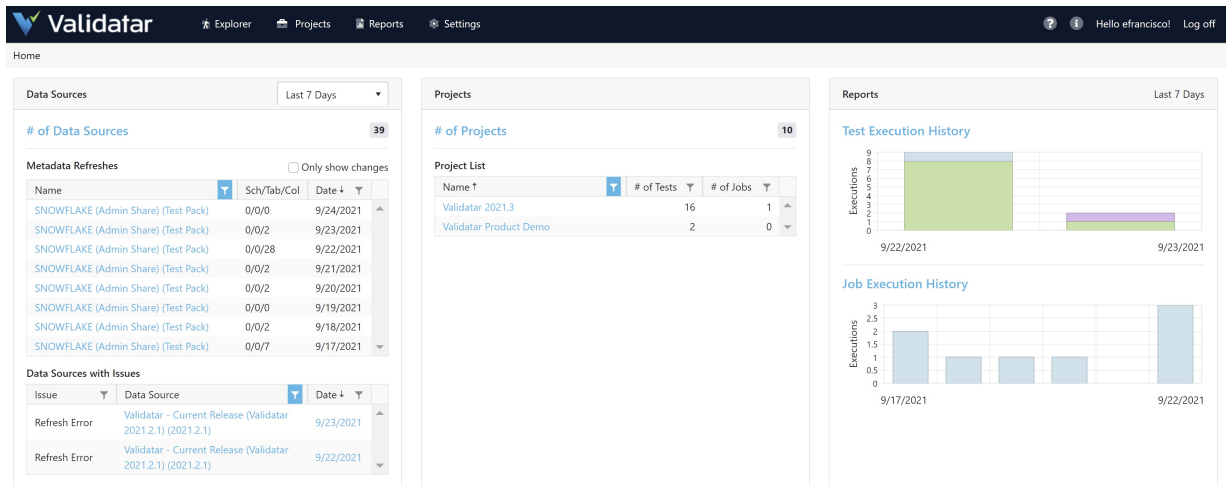 Validatar
Explorer
Projects
Reports
Settings
?
i
Hello efrancisco!
Log off
Home
Data Sources
Last 7 Days
# of Data Sources
39
Metadata Refreshes
Only show changes
Name Sch/Tab/Col Date↓
SNOWFLAKE (Admin Share) (Test Pack) 0/0/0 9/24/2021
SNOWFLAKE (Admin Share) (Test Pack) 0/0/2 9/23/2021
SNOWFLAKE (Admin Share) (Test Pack) 0/0/28 9/22/2021
SNOWFLAKE (Admin Share) (Test Pack) 0/0/2 9/21/2021
SNOWFLAKE (Admin Share) (Test Pack) 0/0/2 9/20/2021
SNOWFLAKE (Admin Share) (Test Pack) 0/0/0 9/19/2021
SNOWFLAKE (Admin Share) (Test Pack) 0/0/2 9/18/2021
SNOWFLAKE (Admin Share) (Test Pack) 0/0/7 9/17/2021
Data Sources with Issues
Issue Data Source Date↓
Refresh Error
Validatar - Current Release (Validatar
2021.2.1) (2021.2.1)
9/23/2021
Refresh Error
Validatar - Current Release (Validatar
2021.2.1) (2021.2.1)
9/22/2021
Projects
# of Projects
10
Project List
Name↑ # of Tests # of Jobs
Validatar 2021.3 16 1
Validatar Product Demo 2 0
Reports
Last 7 Days
Test Execution History
Executions
9
8
7
6
5
4
3
2
1
0
9/22/2021
9/23/2021
Job Execution History
Executions
3
2.5
2
1.5
1
0.5
0
9/17/2021
9/22/2021